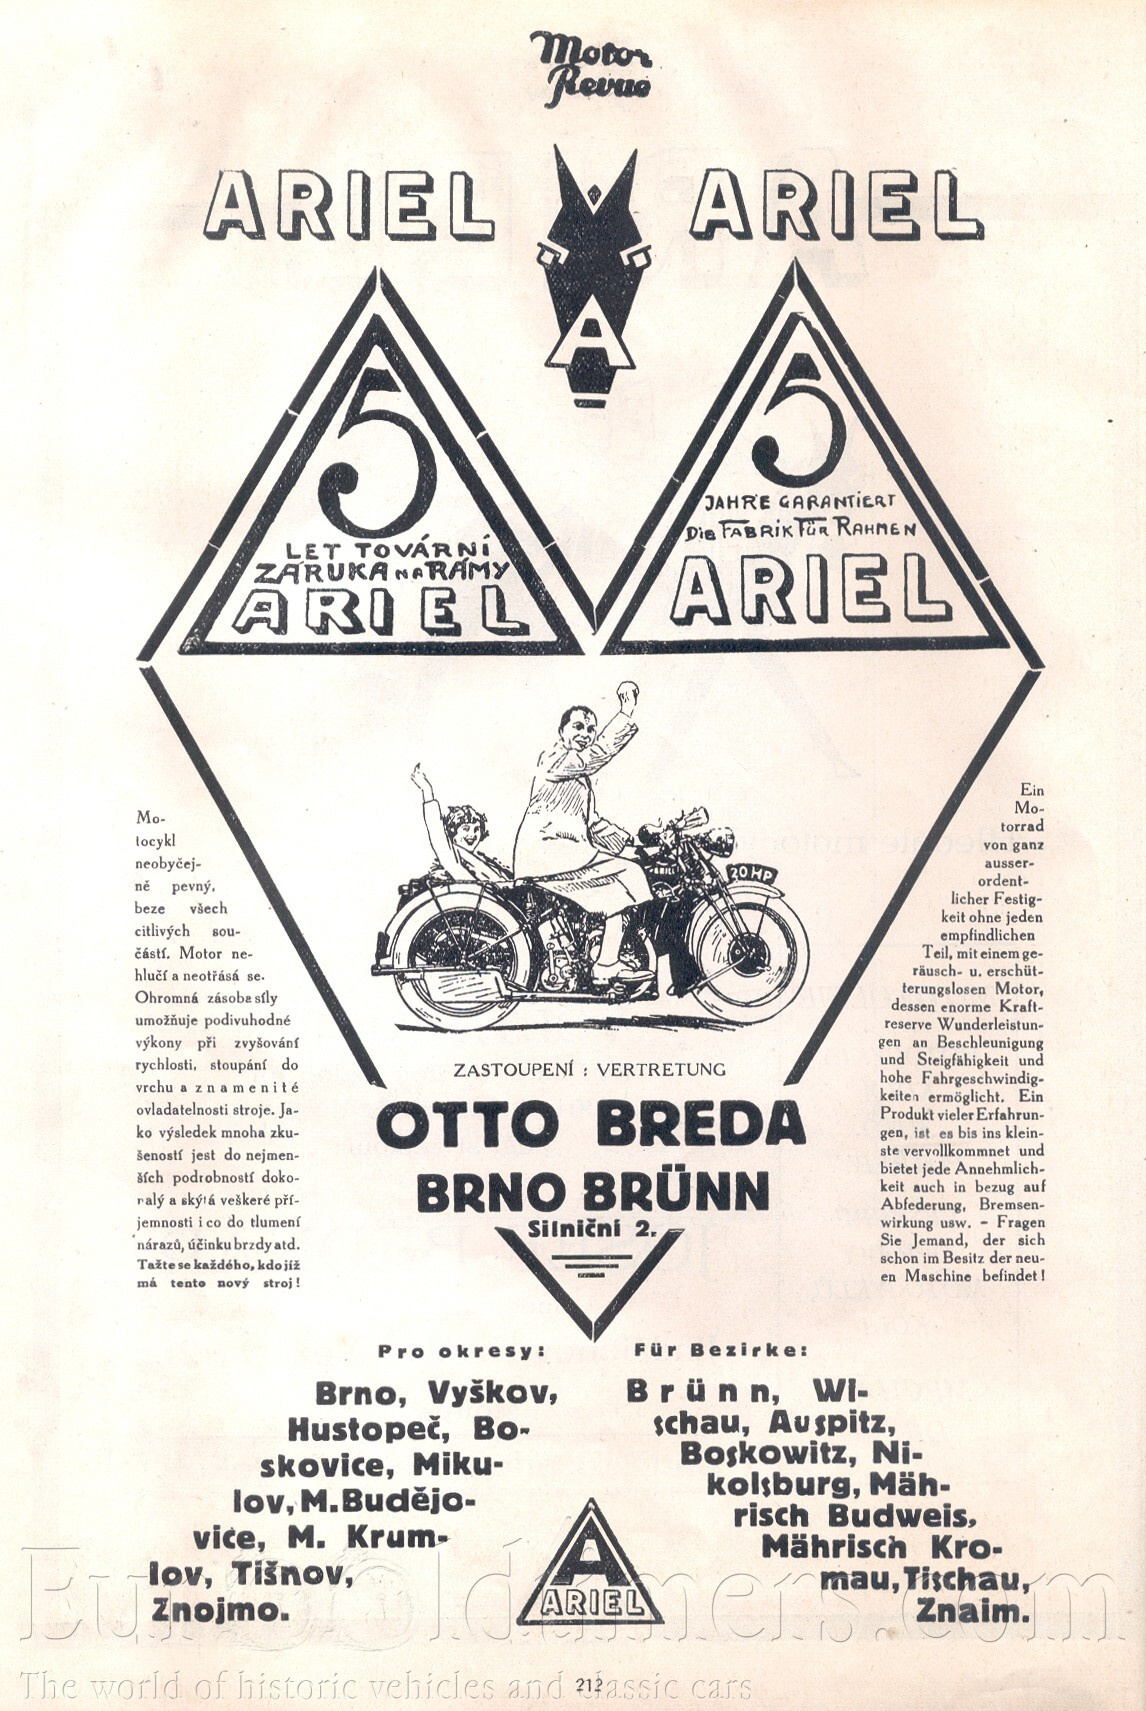 Motor
Revue
ARIEL
A
ARIEL
5
LET TOVÁRNÍ
ZÁRUKA NA RÁMY
ARIEL
5
JAHRE GARANTIERT
Die FABRIK FÜR RAHMEN
ARIEL
ARIEL
20 HP
Mo-
tocykl
neobyčej-
ně pevný,
beze všech
citlivých sou-
částí. Motor ne-
hlučí a neotřásá se.
Ohromná zásoba síly
umožňuje podivuhodné
výkony při zvyšování
rychlosti, stoupání do
vrchu a znamenité
ovladatelnosti stroje. Ja-
ko výsledek mnoha zku-
šeností jest do nejmen-
ších podrobností doko-
nalý a skýtá veškeré pří-
jemnosti i co do tlumení
nárazů, účinku brzdy atd.
Tažte se každého, kdo již
má tento nový stroj!
Ein
Mo-
torrad
von ganz
ausser-
ordent-
licher Festig-
keit ohne jeden
empfindlichen
Teil, mit einem ge-
räusch- u. erschüt-
terungslosen Motor,
dessen enorme Kraft-
reserve Wunderleistun-
gen an Beschleunigung
und Steigfähigkeit und
hohe Fahrgeschwindig-
keiten ermöglicht. Ein
Produkt vieler Erfahrun-
gen, ist es bis ins klein-
ste vervollkommnet und
bietet jede Annehmlich-
keit auch in bezug auf
Abfederung, Bremsen-
wirkung usw. – Fragen
Sie Jemand, der sich
schon im Besitz der neu-
en Maschine befindet!
ZASTOUPENÍ : VERTRETUNG
OTTO BREDA
BRNO BRÜNN
Silniční 2.
Pro okresy:
Brno, Vyškov,
Hustopeč, Bo-
skovice, Miku-
lov, M. Budějo-
vice, M. Krum-
lov, Tišnov,
Znojmo.
Für Bezirke:
Brünn, Wi-
schau, Auspitz,
Boskowitz, Ni-
kolsburg, Mäh-
risch Budweis,
Mährisch Kro-
mau, Tischau,
Znaim.
A
ARIEL
EuroOldtimers.com
The world of historic vehicles and classic cars
212